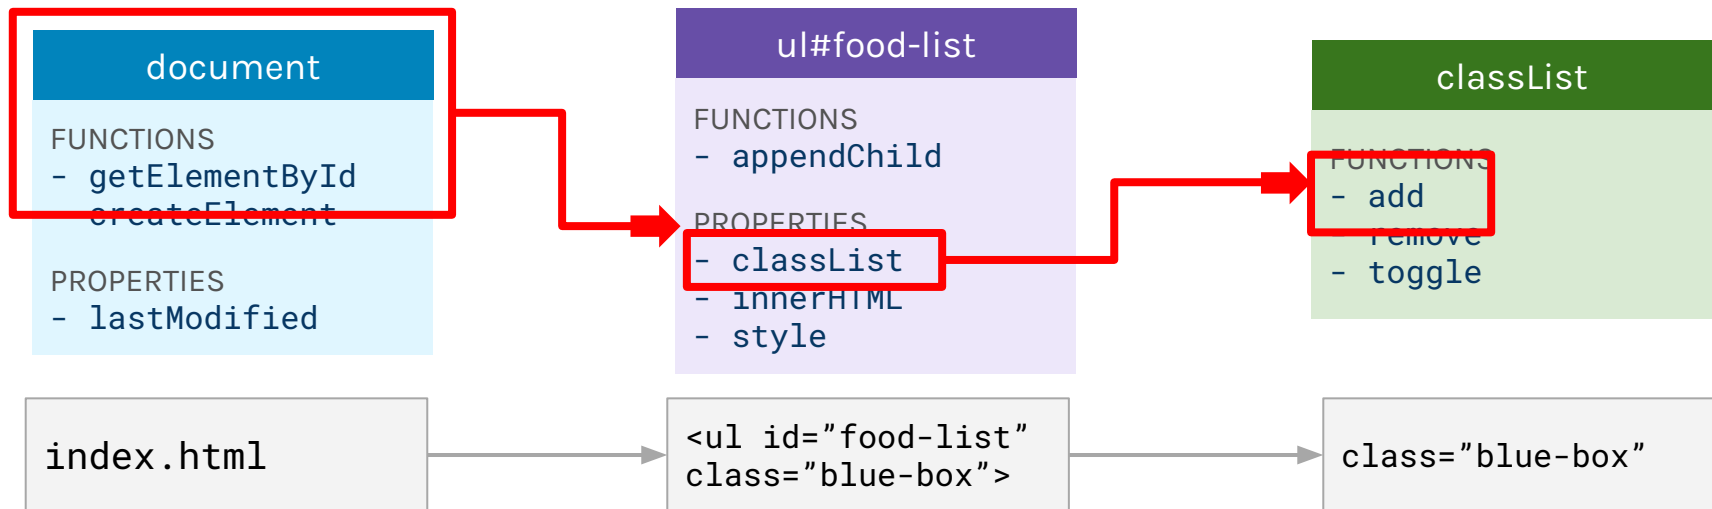 document
FUNCTIONS
- getElementById
- createElement
PROPERTIES
- lastModified
ul#food-list
FUNCTIONS
- appendChild
PROPERTIES
- classList
- innerHTML
- style
classList
FUNCTIONS
- add
- remove
- toggle
index.html
<ul id=”food-list”
class=”blue-box”>
class=”blue-box”